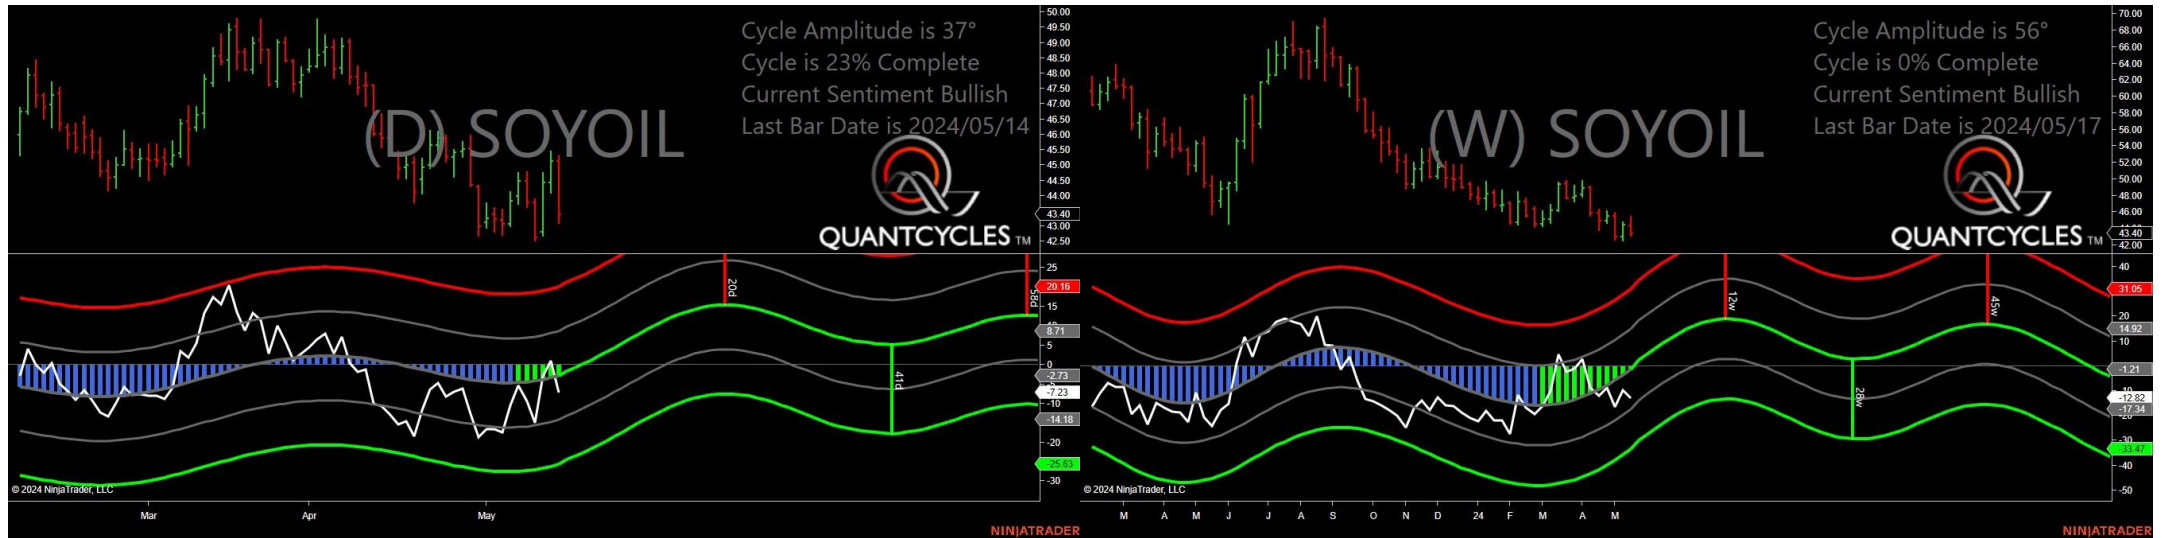 Cycle Amplitude is 37°
Cycle is 23% Complete
Current Sentiment Bullish
Last Bar Date is 2024/05/14
(D) SOYOIL
QUANTCYCLES TM
50.00
49.50
49.00
48.50
48.00
47.50
47.00
46.50
46.00
45.50
45.00
44.50
44.00
43.40
43.00
42.50
25
20.16
15
8.71
5
0
-2.73
-7.23
-10
-14.18
-20
-25.63
-30
20d
41d
58d
© 2024 NinjaTrader, LLC
Mar Apr May
NINJATRADER
Cycle Amplitude is 56°
Cycle is 0% Complete
Current Sentiment Bullish
Last Bar Date is 2024/05/17
(W) SOYOIL
QUANTCYCLES TM
70.00
68.00
66.00
64.00
62.00
60.00
58.00
56.00
54.00
52.00
50.00
48.00
46.00
43.40
42.00
40
31.05
20
14.92
10
-1.21
-12.82
-17.34
-30
-33.47
-40
-50
12w
28w
45w
© 2024 NinjaTrader, LLC
M A M J J A S O N D 24 F M A M
NINJATRADER